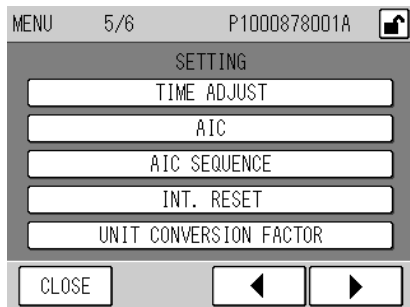 MENU 5/6 P1000878001A
SETTING
TIME ADJUST
AIC
AIC SEQUENCE
INT. RESET
UNIT CONVERSION FACTOR
CLOSE